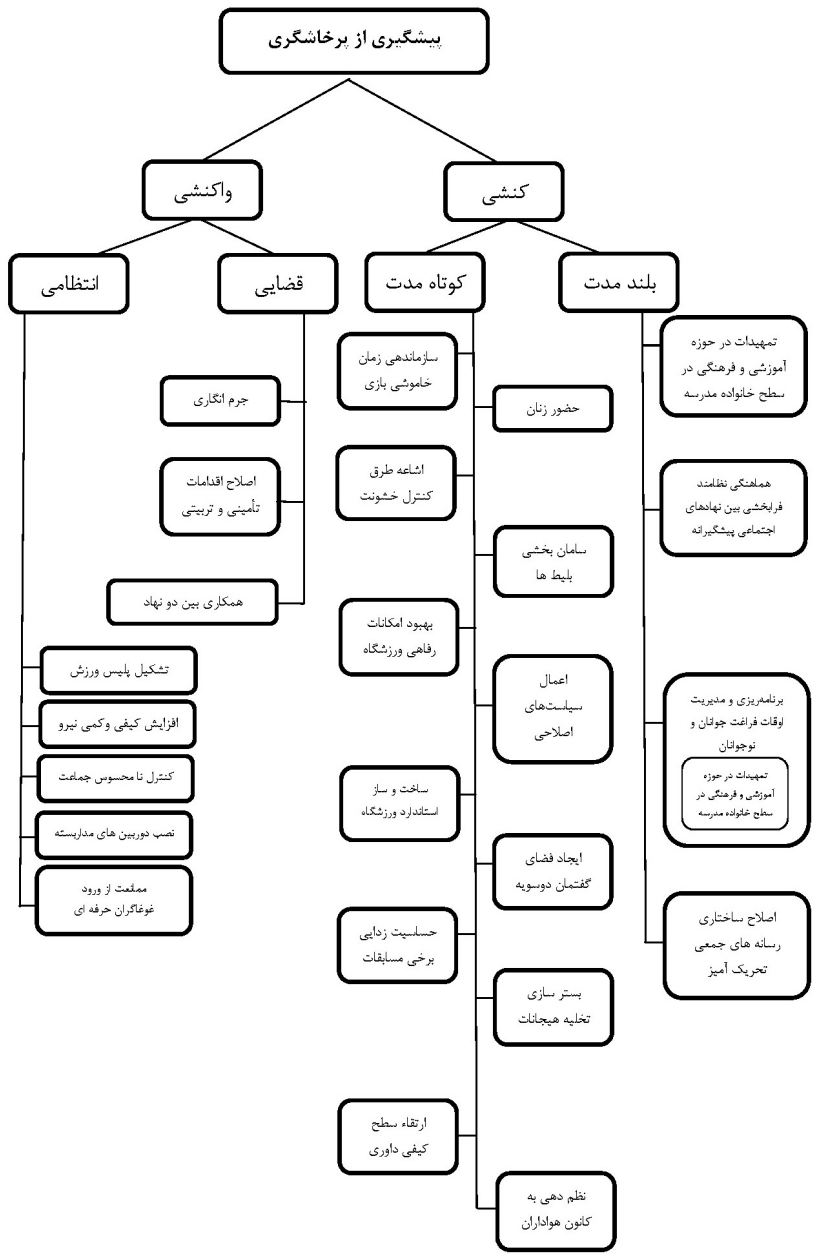 پیشگیری از پرخاشگری
کنشی
واکنشی
بلند مدت
کوتاه مدت
قضایی
انتظامی
تمهیدات در حوزه
آموزشی و فرهنگی در
سطح خانواده مدرسه
هماهنگی نظامند
فرابخشی بین نهادهای
اجتماعی پیشگیرانه
برنامه‌ریزی و مدیریت
اوقات فراغت جوانان و
نوجوانان
تمهیدات در حوزه
آموزشی و فرهنگی در
سطح خانواده مدرسه
اصلاح ساختاری
رسانه های جمعی
تحریک آمیز
سازماندهی زمان
خاموشی بازی
حضور زنان
اشاعه طرق
کنترل خشونت
سامان بخشی
بلیط ها
بهبود امکانات
رفاهی ورزشگاه
اعمال
سیاست‌های
اصلاحی
ساخت و ساز
استاندارد ورزشگاه
ایجاد فضای
گفتمان دوسویه
حساسیت زدایی
برخی مسابقات
بستر سازی
تخلیه هیجانات
ارتقاء سطح
کیفی داوری
نظم دهی به
کانون هواداران
جرم انگاری
اصلاح اقدامات
تأمینی و تربیتی
همکاری بین دو نهاد
تشکیل پلیس ورزش
افزایش کیفی وکمی نیرو
کنترل نا محسوس جماعت
نصب دوربین های مداربسته
ممانعت از ورود
غوغاگران حرفه ای